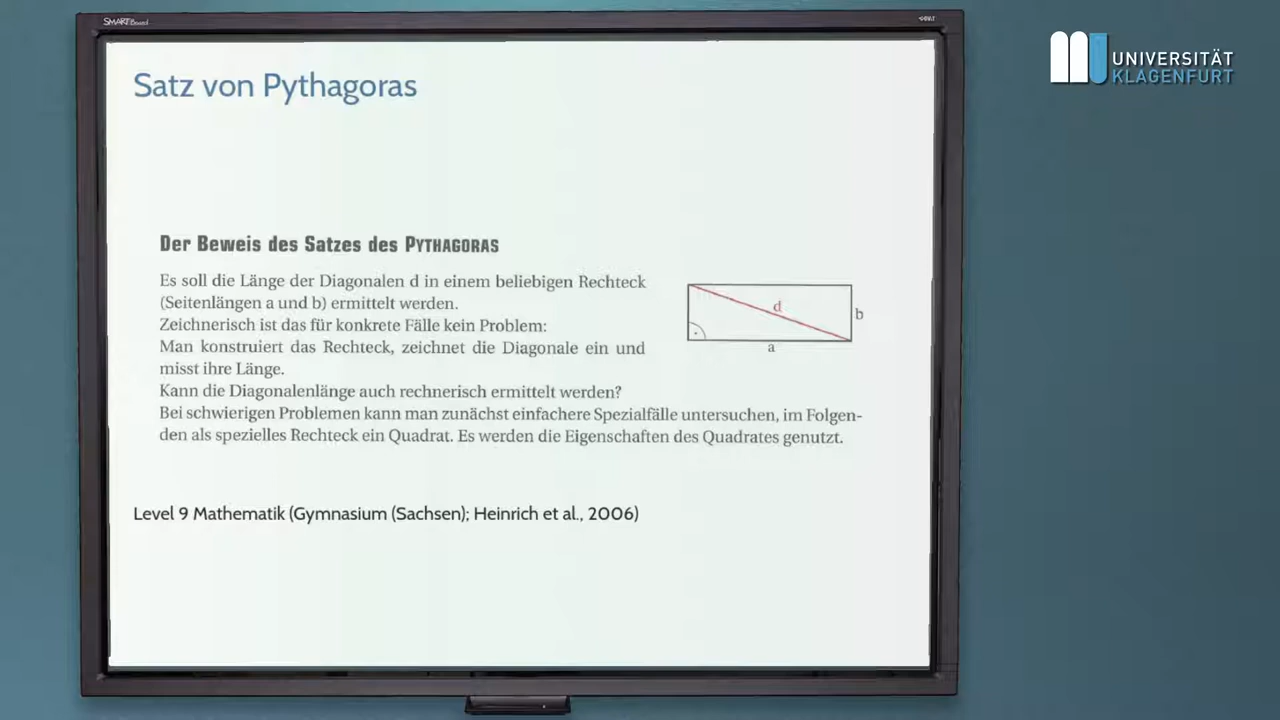 SMART Board
UNIVERSITÄT
KLAGENFURT
Satz von Pythagoras
Der Beweis des Satzes des PYTHAGORAS
Es soll die Länge der Diagonalen d in einem beliebigen Rechteck
(Seitenlängen a und b) ermittelt werden.
Zeichnerisch ist das für konkrete Fälle kein Problem:
Man konstruiert das Rechteck, zeichnet die Diagonale ein und
misst ihre Länge.
Kann die Diagonalenlänge auch rechnerisch ermittelt werden?
Bei schwierigen Problemen kann man zunächst einfachere Spezialfälle untersuchen, im Folgen-
den als spezielles Rechteck ein Quadrat. Es werden die Eigenschaften des Quadrates genutzt.
d
b
a
Level 9 Mathematik (Gymnasium (Sachsen); Heinrich et al., 2006)